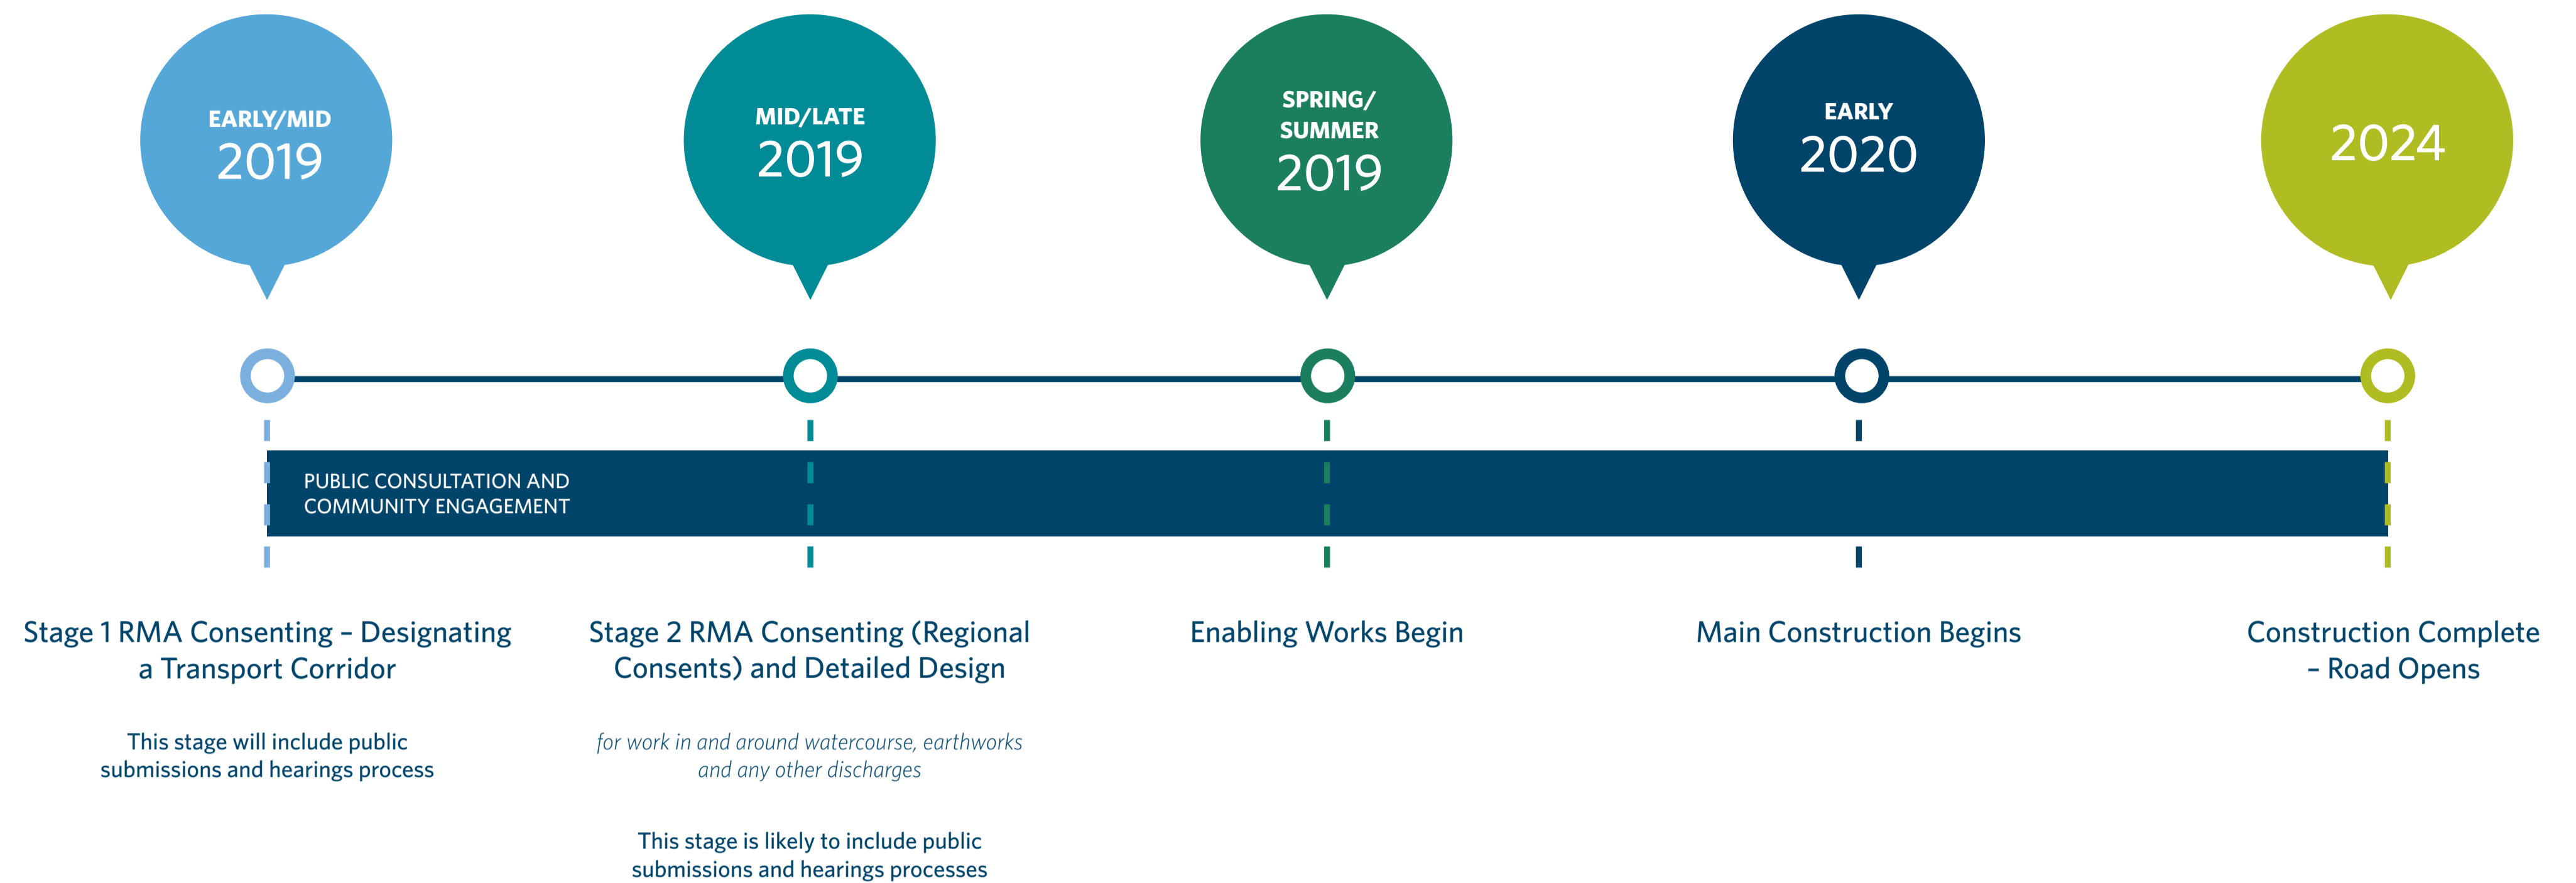 EARLY/MID
2019
MID/LATE
2019
SPRING/
SUMMER
2019
EARLY
2020
2024
PUBLIC CONSULTATION AND
COMMUNITY ENGAGEMENT
Stage 1 RMA Consenting – Designating
a Transport Corridor
This stage will include public
submissions and hearings process
Stage 2 RMA Consenting (Regional
Consents) and Detailed Design
for work in and around watercourse, earthworks
and any other discharges
This stage is likely to include public
submissions and hearings processes
Enabling Works Begin
Main Construction Begins
Construction Complete
– Road Opens